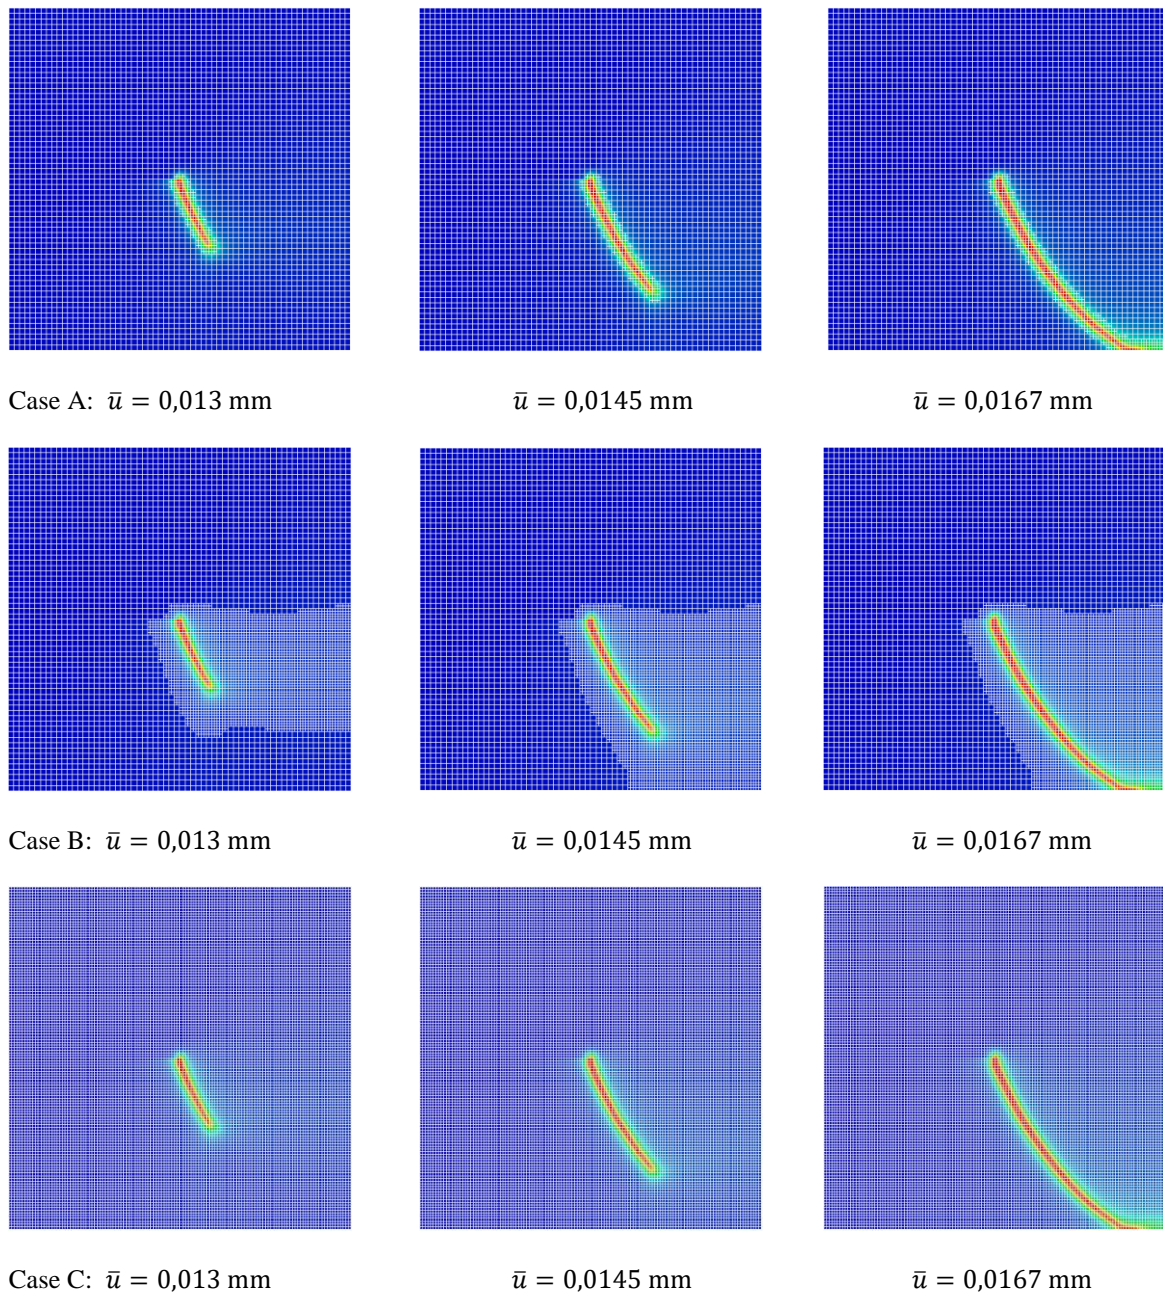 Case A: ū = 0,013 mm ū = 0,0145 mm ū = 0,0167 mm
Case B: ū = 0,013 mm ū = 0,0145 mm ū = 0,0167 mm
Case C: ū = 0,013 mm ū = 0,0145 mm ū = 0,0167 mm